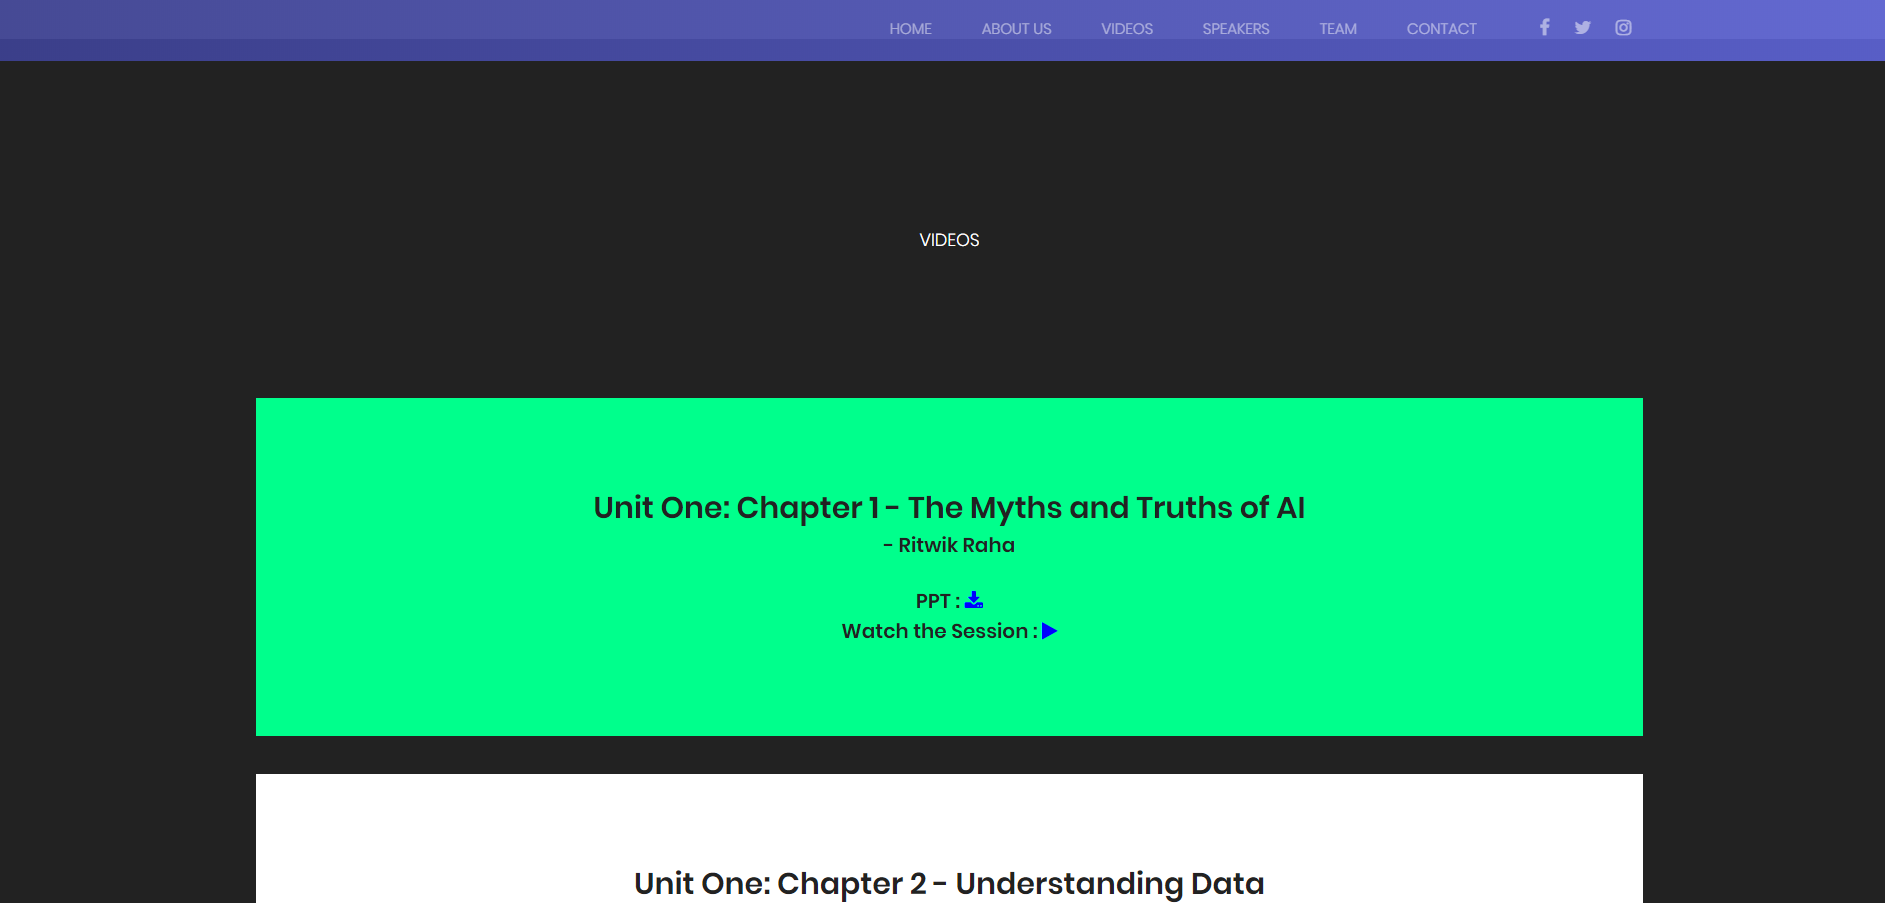 HOME ABOUT US VIDEOS SPEAKERS TEAM CONTACT
VIDEOS
Unit One: Chapter 1 - The Myths and Truths of AI
- Ritwik Raha
PPT :
Watch the Session :
Unit One: Chapter 2 - Understanding Data